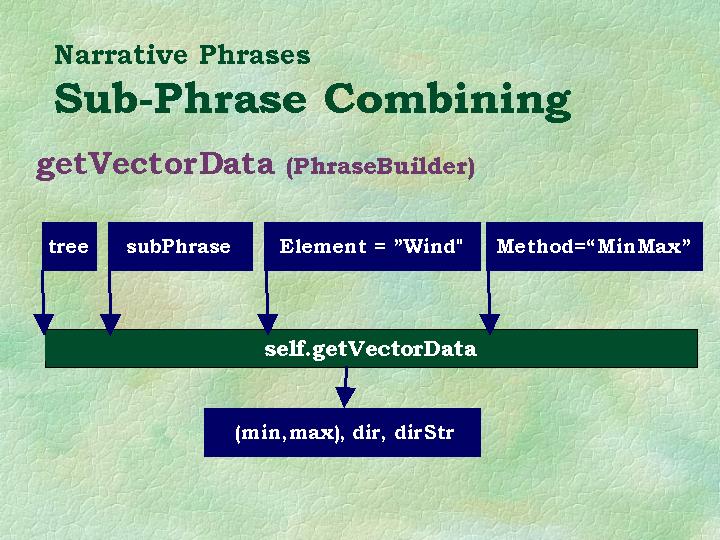 Narrative Phrases
Sub-Phrase Combining
getVectorData (PhraseBuilder)
tree
subPhrase
Element = ”Wind"
Method=“MinMax”
self.getVectorData
(min,max), dir, dirStr